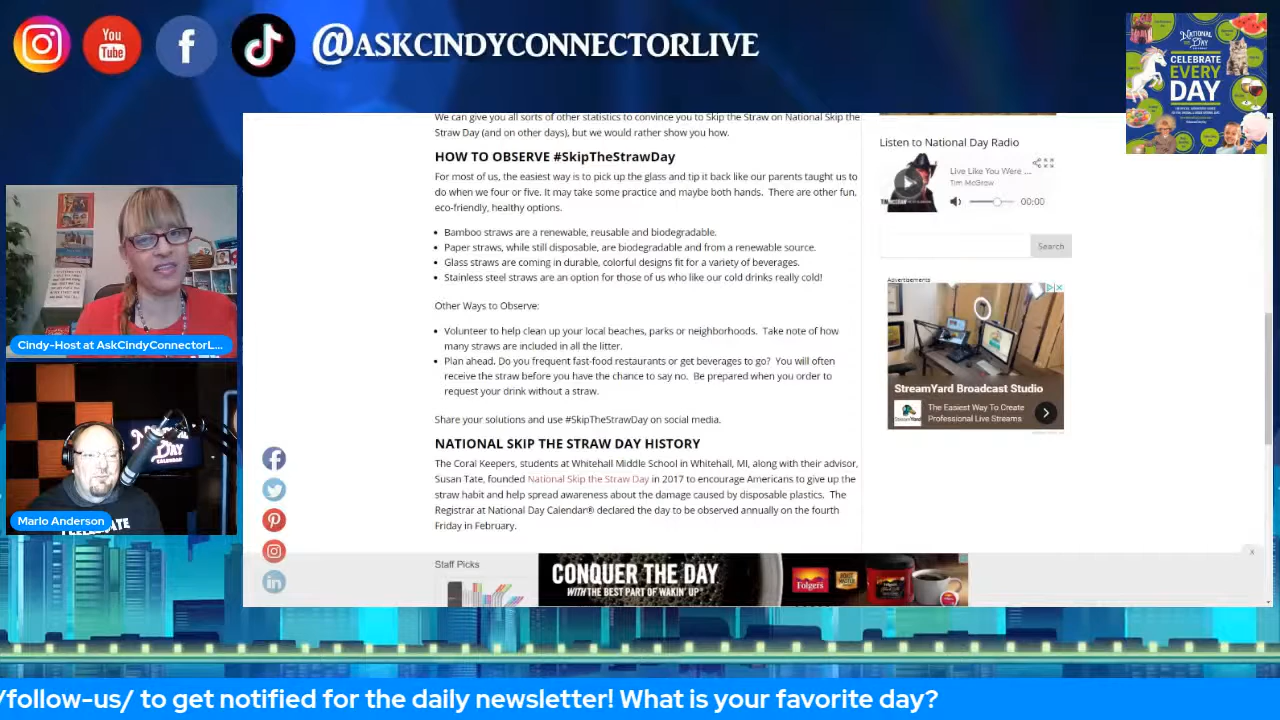 You
Tube
@ASKCINDYCONNECTORLIVE
NATIONAL
DAY
CELEBRATE
EVERY
DAY
We can give you all sorts of other statistics to convince you to Skip the Straw on National Skip the
Straw Day (and on other days), but we would rather show you how.
HOW TO OBSERVE #SkipTheStrawDay
For most of us, the easiest way is to pick up the glass and tip it back like our parents taught us to
do when we four or five. It may take some practice and maybe both hands. There are other fun,
eco-friendly, healthy options.
Bamboo straws are a renewable, reusable and biodegradable.
Paper straws, while still disposable, are biodegradable and from a renewable source.
Glass straws are coming in durable, colorful designs fit for a variety of beverages.
Stainless steel straws are an option for those of us who like our cold drinks really cold!
Other Ways to Observe:
Volunteer to help clean up your local beaches, parks or neighborhoods. Take note of how
many straws are included in all the litter.
Plan ahead. Do you frequent fast-food restaurants or get beverages to go? You will often
receive the straw before you have the chance to say no. Be prepared when you order to
request your drink without a straw.
Share your solutions and use #SkipTheStrawDay on social media.
NATIONAL SKIP THE STRAW DAY HISTORY
The Coral Keepers, students at Whitehall Middle School in Whitehall, MI, along with their advisor,
Susan Tate, founded National Skip the Straw Day in 2017 to encourage Americans to give up the
straw habit and help spread awareness about the damage caused by disposable plastics. The
Registrar at National Day Calendar® declared the day to be observed annually on the fourth
Friday in February.
Staff Picks
Listen to National Day Radio
Live Like You Were ...
Tim McGraw
00:00
Search
Advertisements
StreamYard Broadcast Studio
The Easiest Way To Create
Professional Live Streams
CONQUER THE DAY
WITH THE BEST PART OF WAKIN' UP
Folgers
Cindy-Host at AskCindyConnectorL...
NATIONAL
DAY
CALENDAR
Marlo Anderson
/follow-us/ to get notified for the daily newsletter! What is your favorite day?